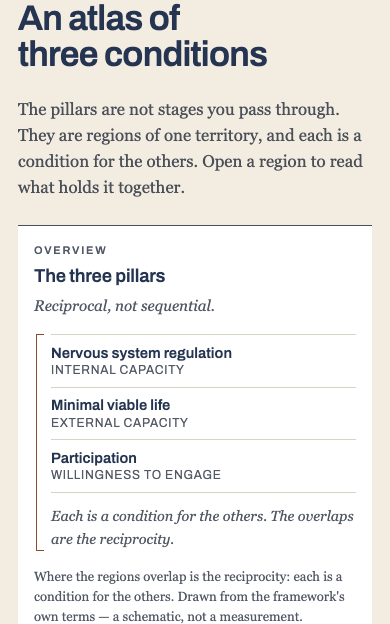 An atlas of
three conditions
The pillars are not stages you pass through.
They are regions of one territory, and each is a
condition for the others. Open a region to read
what holds it together.
OVERVIEW
The three pillars
Reciprocal, not sequential.
Nervous system regulation
INTERNAL CAPACITY
Minimal viable life
EXTERNAL CAPACITY
Participation
WILLINGNESS TO ENGAGE
Each is a condition for the others. The overlaps
are the reciprocity.
Where the regions overlap is the reciprocity: each is a
condition for the others. Drawn from the framework's
own terms — a schematic, not a measurement.